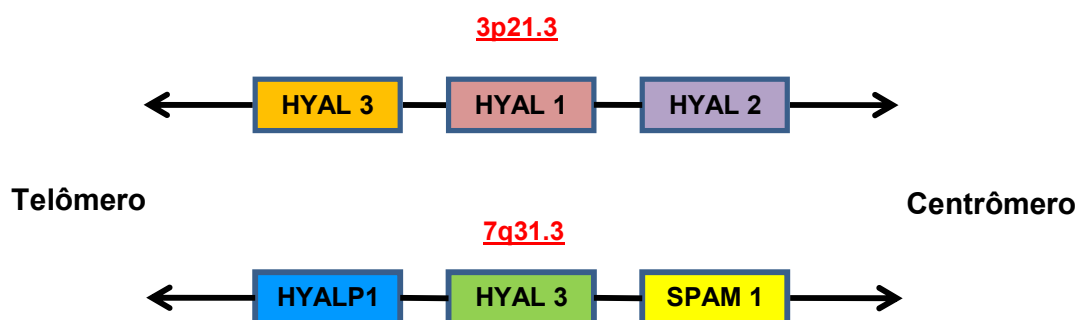 3p21.3
HYAL 3 HYAL 1 HYAL 2
Telômero Centrômero
7q31.3
HYALP1 HYAL 3 SPAM 1